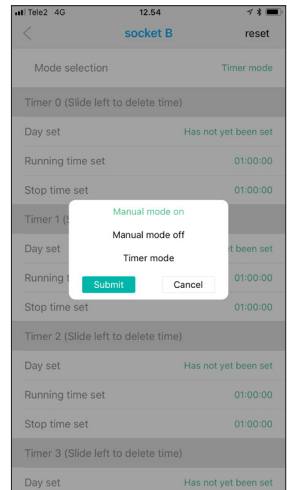 Tele2 4G 12.54
socket B reset
Mode selection Timer mode
Timer 0 (Slide left to delete time)
Day set Has not yet been set
Running time set 01:00:00
Stop time set 01:00:00
Timer 1 (S
Manual mode on
Day set t been set
Manual mode off
Timer mode
Running t 01:00:00
Submit Cancel
Stop time set 01:00:00
Timer 2 (Slide left to delete time)
Day set Has not yet been set
Running time set 01:00:00
Stop time set 01:00:00
Timer 3 (Slide left to delete time)
Day set Has not yet been set